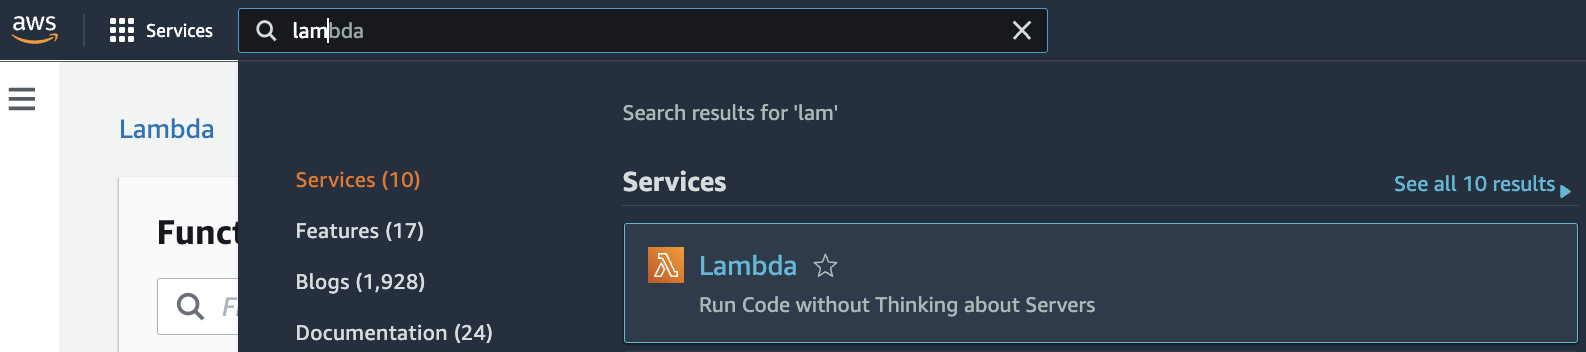 aws
Services
lambda
Lambda
Search results for 'lam'
Services (10)
Features (17)
Blogs (1,928)
Documentation (24)
Services
See all 10 results
Lambda
Run Code without Thinking about Servers
Funct